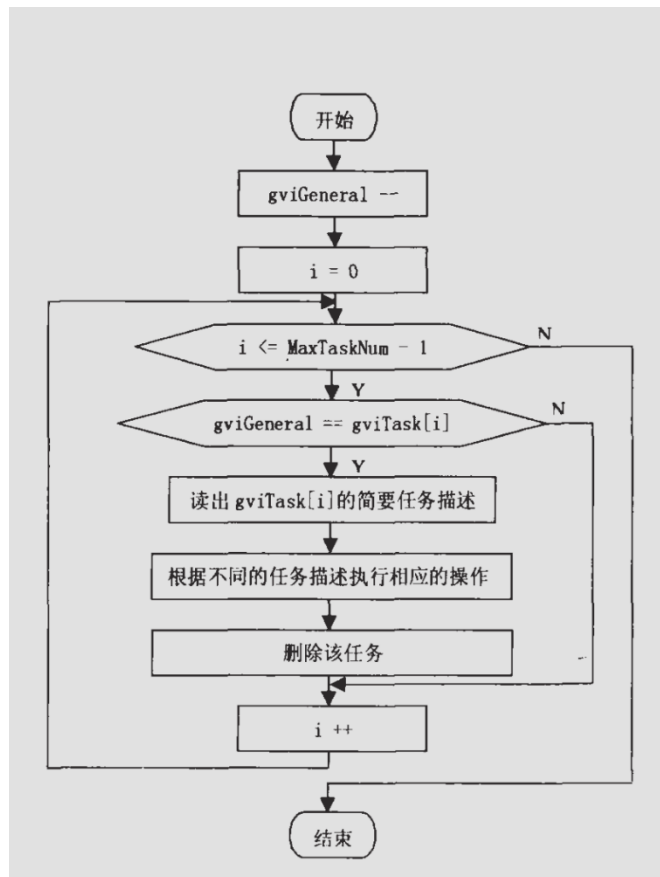 开始
gviGeneral --
i = 0
i <= MaxTaskNum - 1
N
Y
gviGeneral == gviTask[i]
N
Y
读出gviTask[i]的简要任务描述
根据不同的任务描述执行相应的操作
删除该任务
i ++
结束